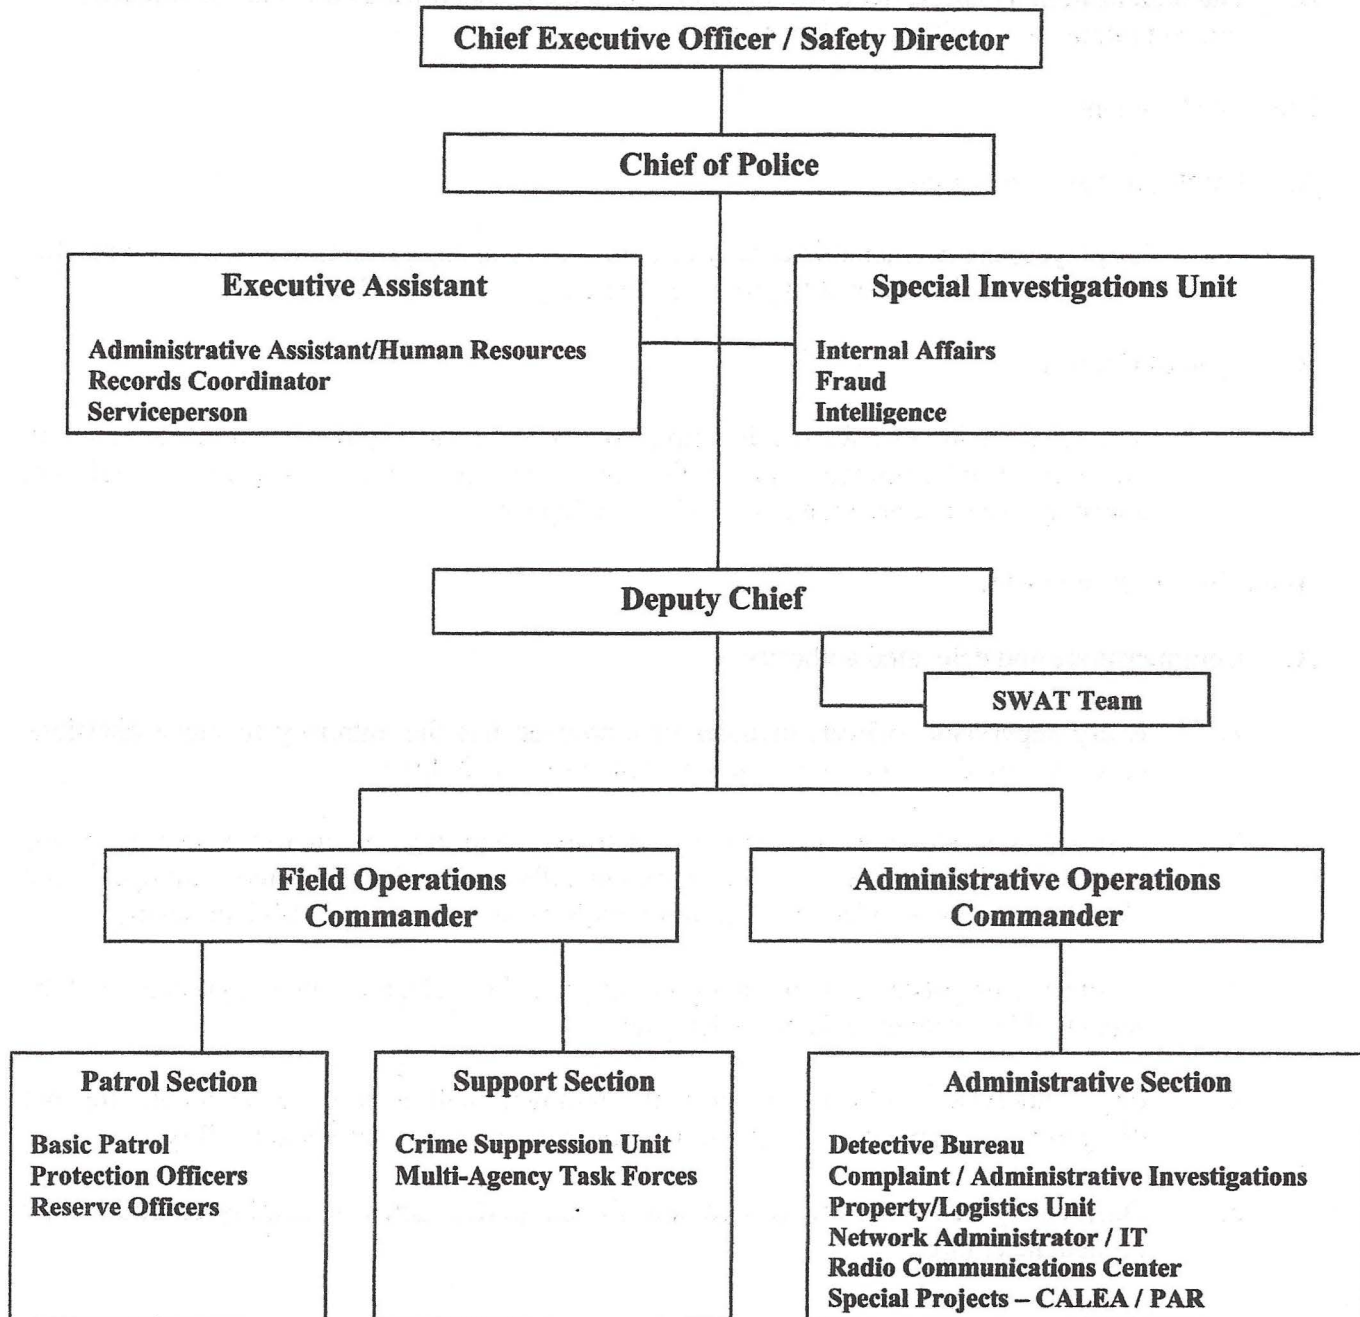 Chief Executive Officer / Safety Director
Chief of Police
Executive Assistant
Administrative Assistant/Human Resources
Records Coordinator
Serviceperson
Special Investigations Unit
Internal Affairs
Fraud
Intelligence
Deputy Chief
SWAT Team
Field Operations
Commander
Administrative Operations
Commander
Patrol Section
Basic Patrol
Protection Officers
Reserve Officers
Support Section
Crime Suppression Unit
Multi-Agency Task Forces
Administrative Section
Detective Bureau
Complaint / Administrative Investigations
Property/Logistics Unit
Network Administrator / IT
Radio Communications Center
Special Projects – CALEA / PAR